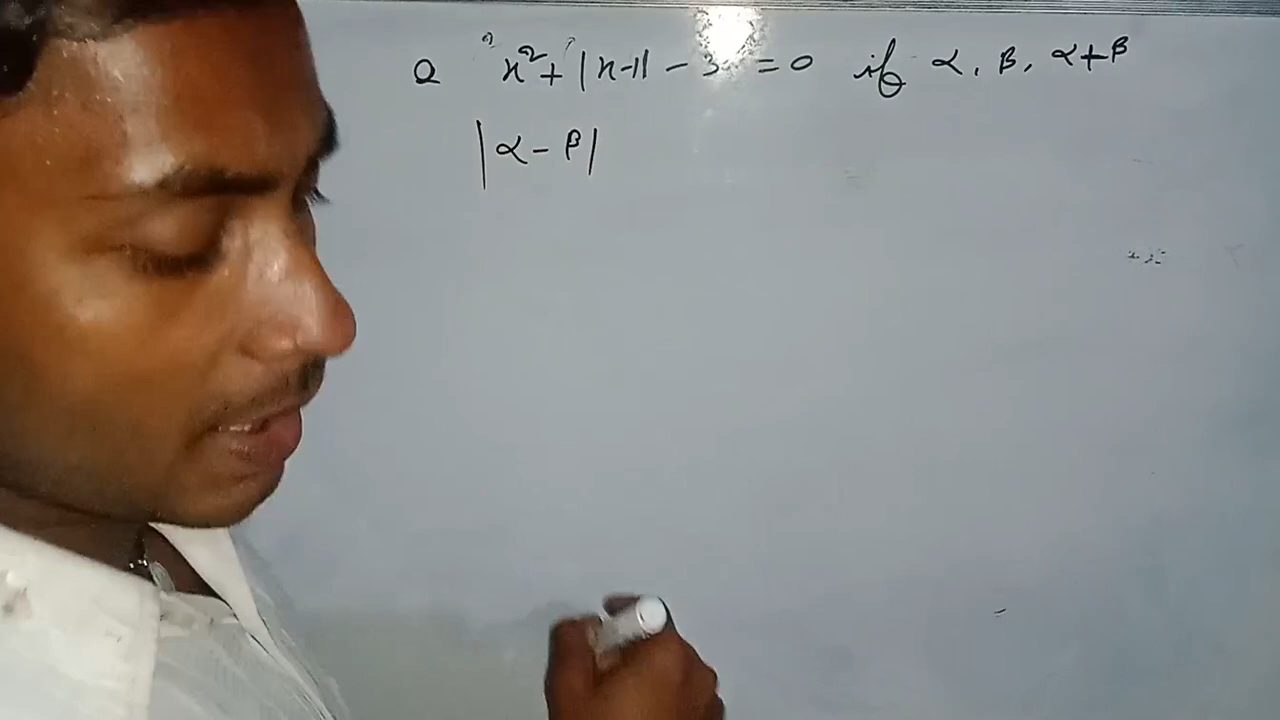 Q x² + |x-1| - 3 = 0 if α, β, α+β
|α - β|